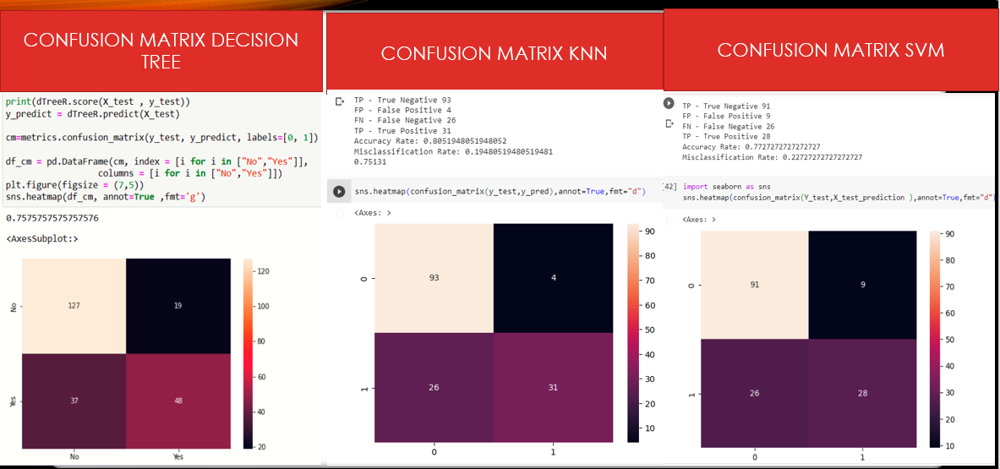 CONFUSION MATRIX DECISION
TREE
print(dTreeR.score(X_test , y_test))
y_predict = dTreeR.predict(X_test)
cm=metrics.confusion_matrix(y_test, y_predict, labels=[0, 1])
df_cm = pd.DataFrame(cm, index = [i for i in ["No","Yes"]],
columns = [i for i in ["No","Yes"]])
plt.figure(figsize = (7,5))
sns.heatmap(df_cm, annot=True ,fmt='g')
0.7575757575757576
<AxesSubplot:>
No
127
19
Yes
37
48
No
Yes
120
100
80
60
40
20
CONFUSION MATRIX KNN
TP - True Negative 93
FP - False Positive 4
FN - False Negative 26
TP - True Positive 31
Accuracy Rate: 0.8051948051948052
Misclassification Rate: 0.19480519480519481
0.75131
sns.heatmap(confusion_matrix(y_test,y_pred),annot=True,fmt="d")
<Axes: >
0
93
4
1
26
31
0
1
90
80
70
60
50
40
30
20
10
CONFUSION MATRIX SVM
TP - True Negative 91
FP - False Positive 9
FN - False Negative 26
TP - True Positive 28
Accuracy Rate: 0.7727272727272727
Misclassification Rate: 0.22727272727272727
[42] import seaborn as sns
sns.heatmap(confusion_matrix(Y_test,X_test_prediction ),annot=True,fmt="d")
<Axes: >
0
91
9
1
26
28
0
1
90
80
70
60
50
40
30
20
10